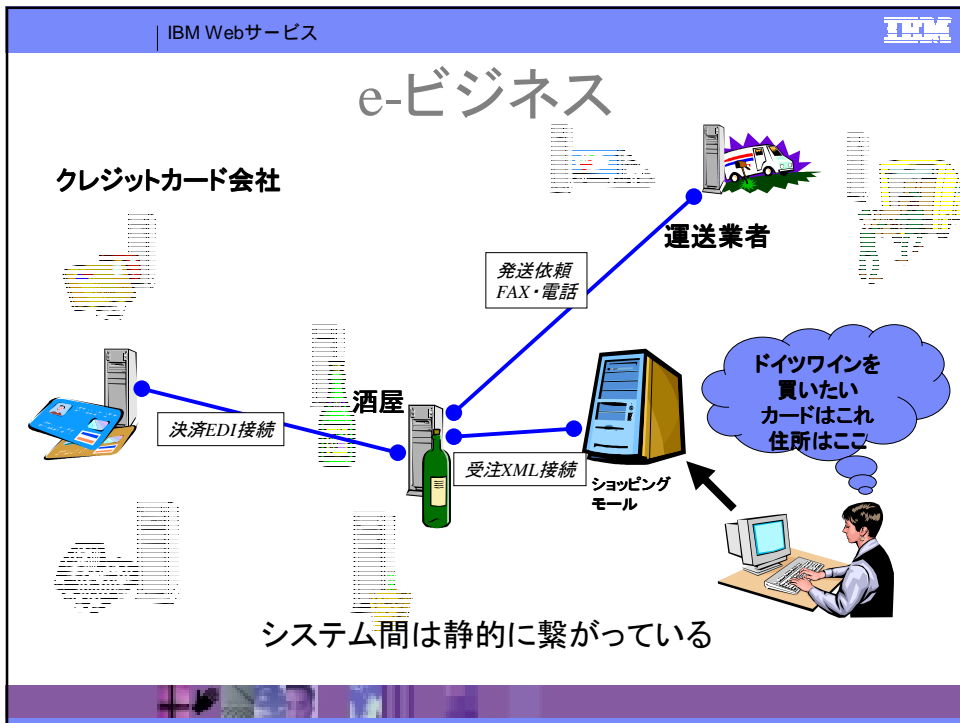 IBM Webサービス
IBM
e-ビジネス
クレジットカード会社
運送業者
発送依頼
FAX・電話
ドイツワインを
買いたい
カードはこれ
住所はここ
酒屋
決済EDI接続
受注XML接続
ショッピング
モール
システム間は静的に繋がっている